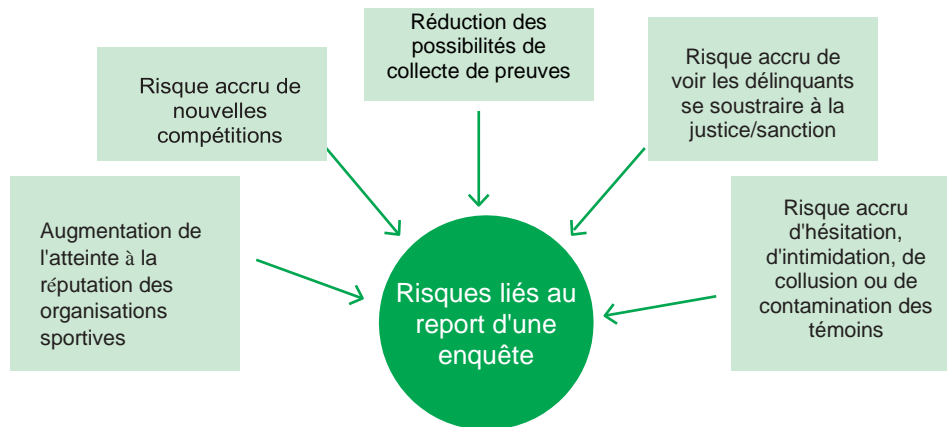 Augmentation de
l'atteinte à la
réputation des
organisations
sportives
Risque accru de
nouvelles
compétitions
Réduction des
possibilités de
collecte de
preuves
Risque accru de
voir les délinquants
se soustraire à la
justice/sanction
Risque accru
d'hésitation,
d'intimidation, de
collusion ou de
contamination des
témoins
Risques liés au
report d'une
enquête